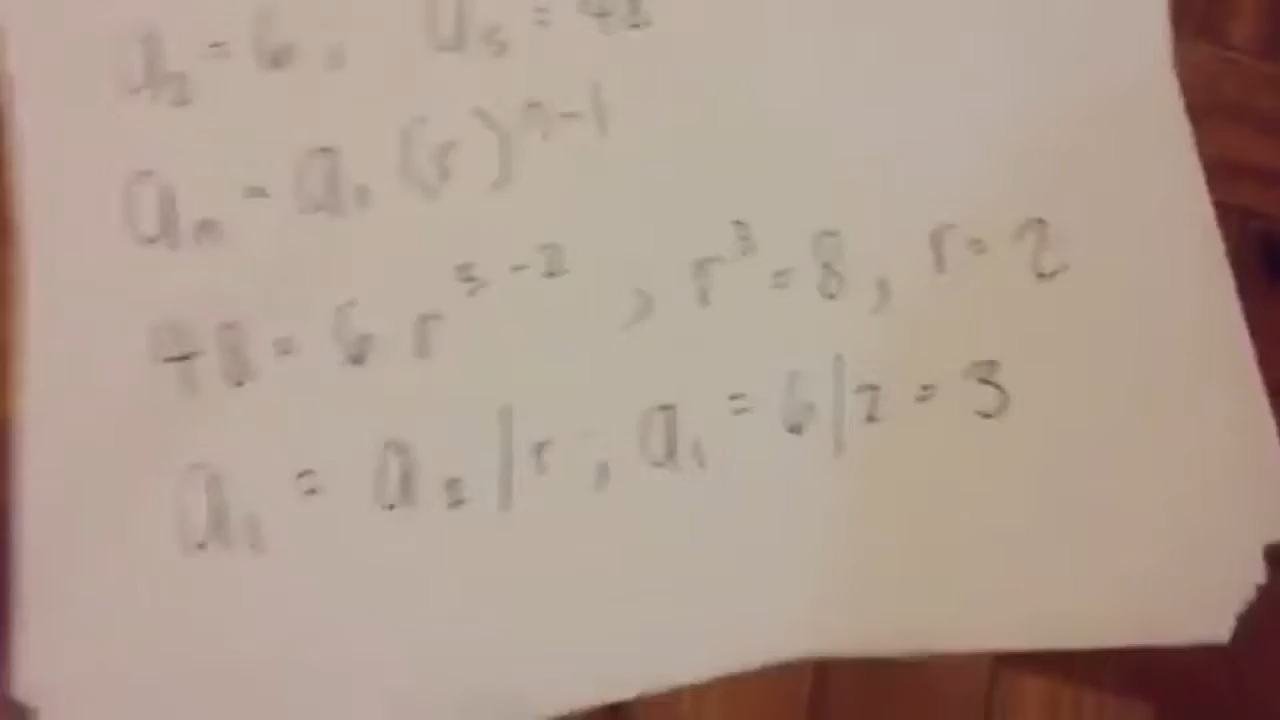 a₂ = 6, a₅ = 48
aₙ = a₁ (r)ⁿ⁻¹
48 = 6 r⁵⁻², r³ = 8, r = 2
a₁ = a₂ | r, a₁ = 6 | 2 = 3